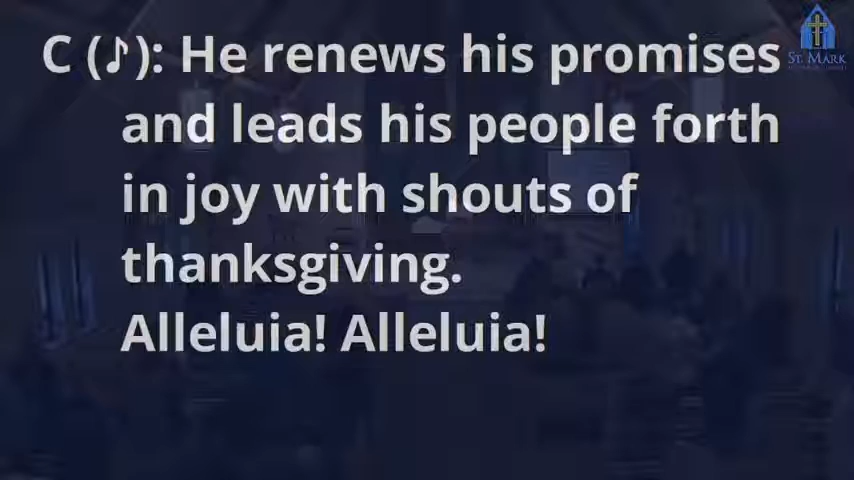 C (♪): He renews his promises
and leads his people forth
in joy with shouts of
thanksgiving.
Alleluia! Alleluia!
ST. MARK